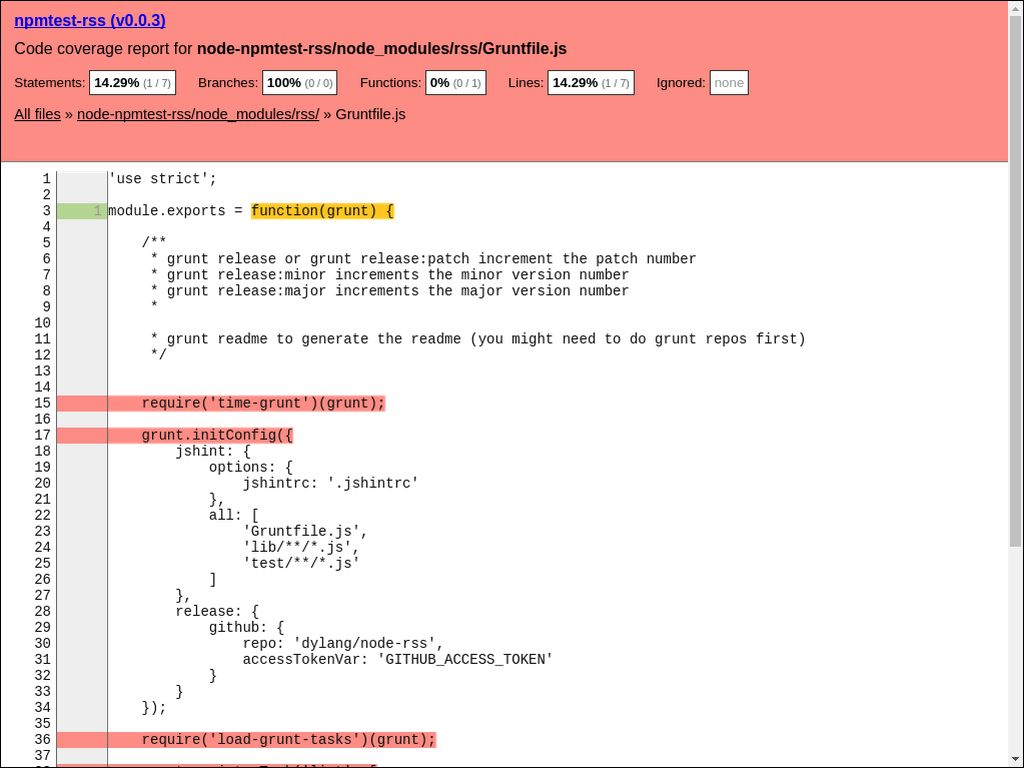 npmtest-rss (v0.0.3)
Code coverage report for node-npmtest-rss/node_modules/rss/Gruntfile.js
Statements: 14.29% (1 / 7) Branches: 100% (0 / 0) Functions: 0% (0 / 1) Lines: 14.29% (1 / 7) Ignored: none
All files » node-npmtest-rss/node_modules/rss/ » Gruntfile.js
1 'use strict';
2
3 1 module.exports = function(grunt) {
4
5 /**
6 * grunt release or grunt release:patch increment the patch number
7 * grunt release:minor increments the minor version number
8 * grunt release:major increments the major version number
9 *
10
11 * grunt readme to generate the readme (you might need to do grunt repos first)
12 */
13
14
15 require('time-grunt')(grunt);
16
17 grunt.initConfig({
18 jshint: {
19 options: {
20 jshintrc: '.jshintrc'
21 },
22 all: [
23 'Gruntfile.js',
24 'lib/**/*.js',
25 'test/**/*.js'
26 ]
27 },
28 release: {
29 github: {
30 repo: 'dylang/node-rss',
31 accessTokenVar: 'GITHUB_ACCESS_TOKEN'
32 }
33 }
34 });
35
36 require('load-grunt-tasks')(grunt);
37